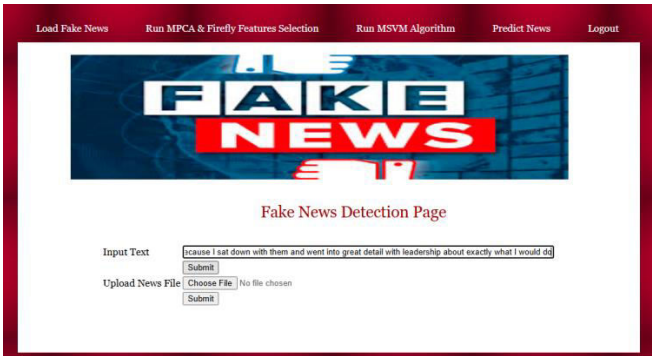 Load Fake News Run MPCA & Firefly Features Selection Run MSVM Algorithm Predict News Logout
FAKE
NEWS
Fake News Detection Page
Input Text ecause I sat down with them and went into great detail with leadership about exactly what I would do
Submit
Upload News File Choose File No file chosen
Submit